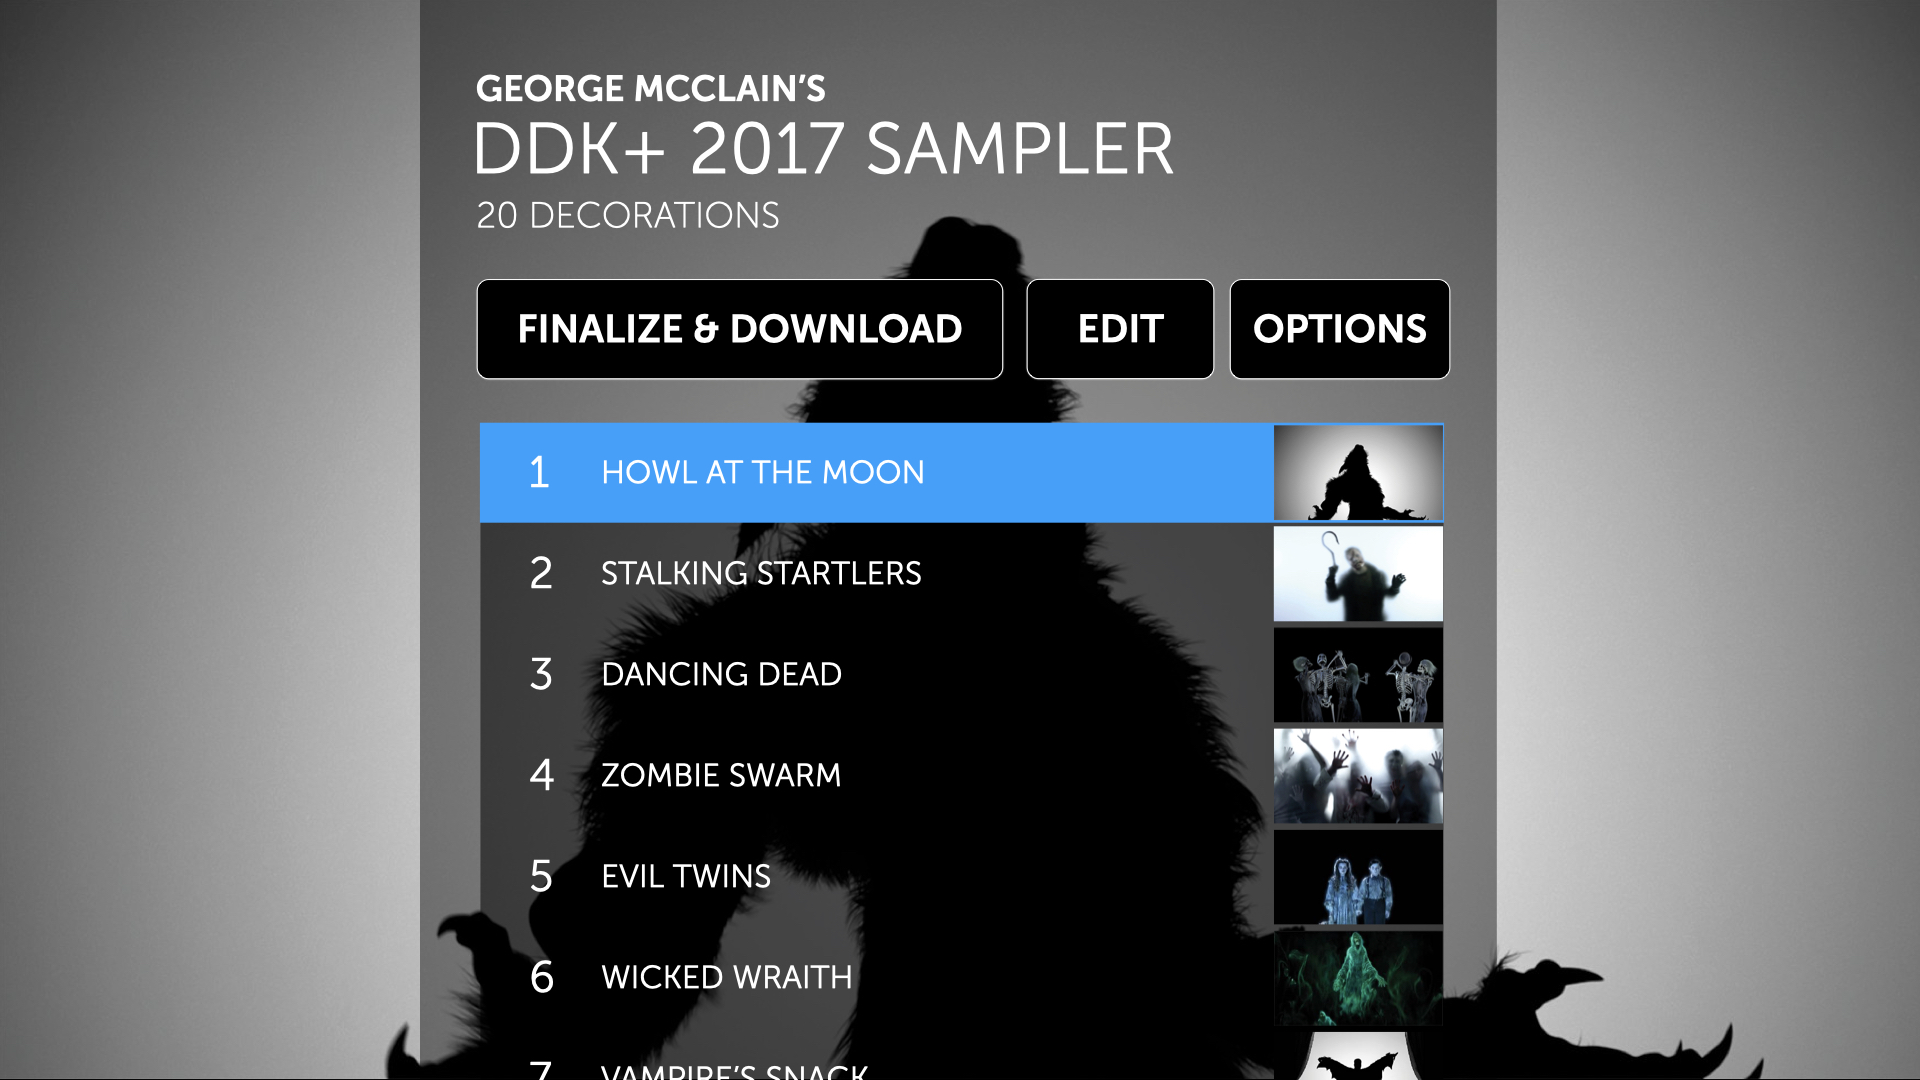 GEORGE MCCLAIN'S
DDK+ 2017 SAMPLER
20 DECORATIONS
FINALIZE & DOWNLOAD EDIT OPTIONS
1 HOWL AT THE MOON
2 STALKING STARTLERS
3 DANCING DEAD
4 ZOMBIE SWARM
5 EVIL TWINS
6 WICKED WRAITH
7 VAMPIRE'S SNACK